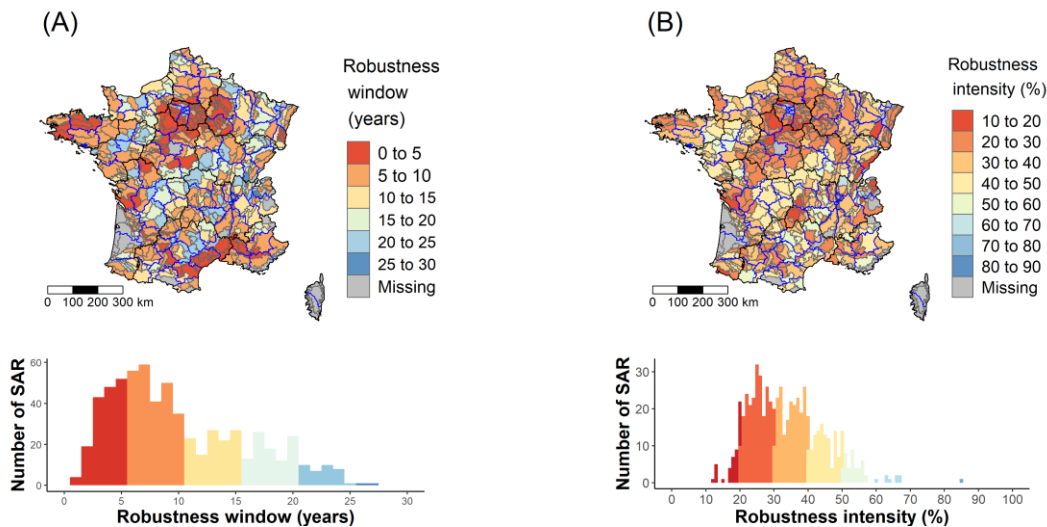 (A)
Robustness
window
(years)
0 to 5
5 to 10
10 to 15
15 to 20
20 to 25
25 to 30
Missing
0 100 200 300 km
Number of SAR
60
40
20
0
0 5 10 15 20 25 30
Robustness window (years)
(B)
Robustness
intensity (%)
10 to 20
20 to 30
30 to 40
40 to 50
50 to 60
60 to 70
70 to 80
80 to 90
Missing
0 100 200 300 km
Number of SAR
30
20
10
0
0 10 20 30 40 50 60 70 80 90 100
Robustness intensity (%)